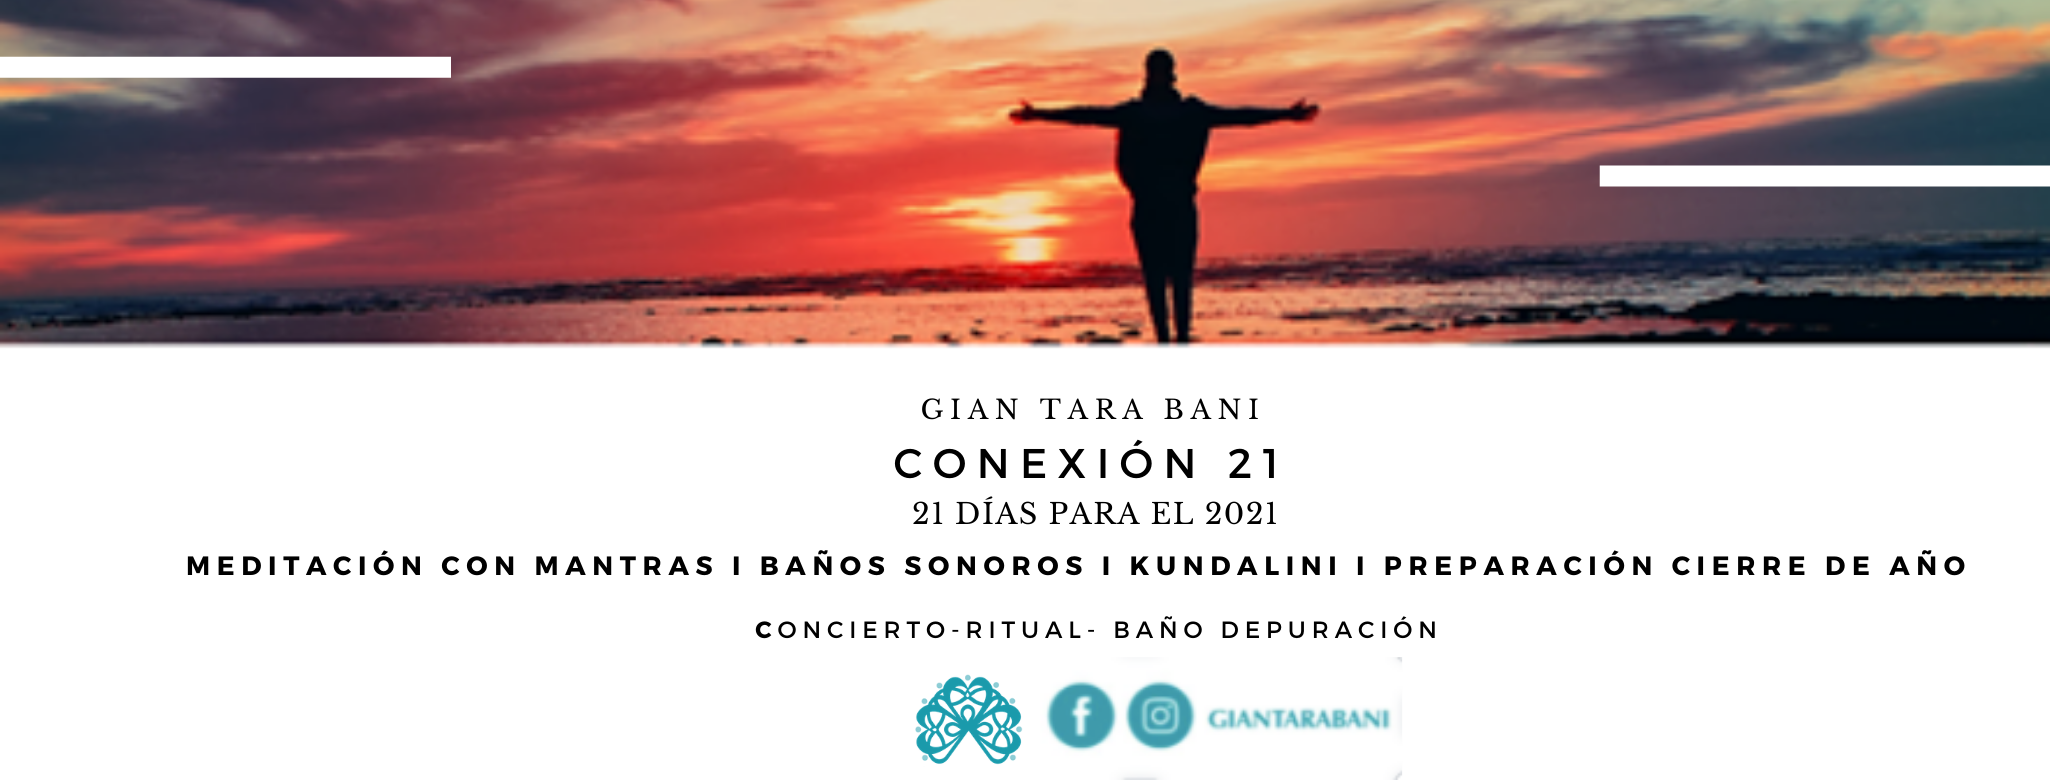 GIAN TARA BANI
CONEXIÓN 21
21 DÍAS PARA EL 2021
MEDITACIÓN CON MANTRAS I BAÑOS SONOROS I KUNDALINI I PREPARACIÓN CIERRE DE AÑO
CONCIERTO-RITUAL- BAÑO DEPURACIÓN
GIANTARABANI